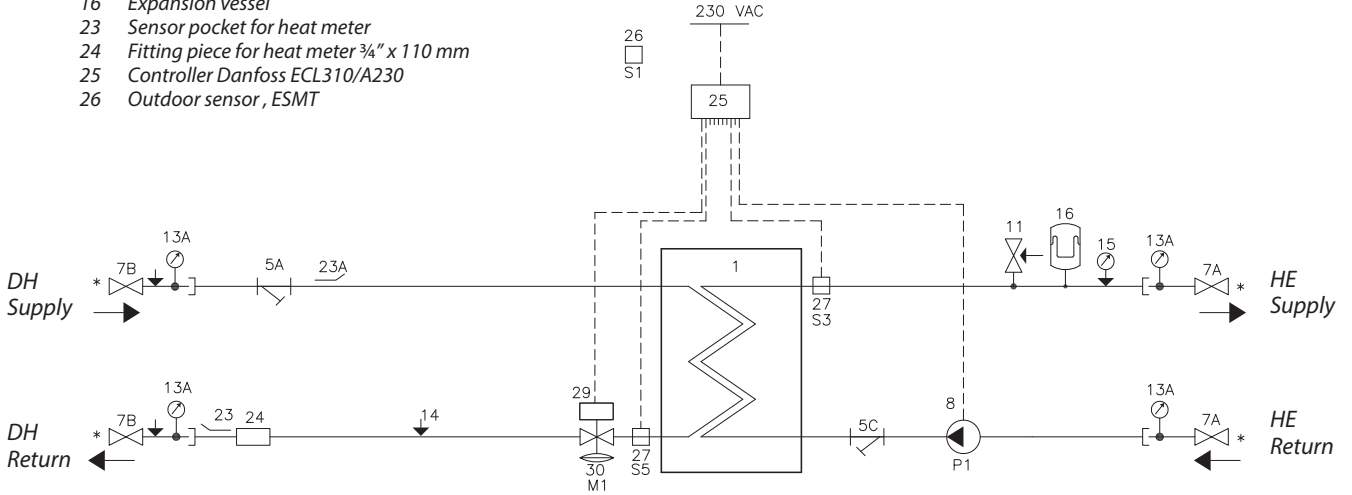 16 Expansion vessel
23 Sensor pocket for heat meter
24 Fitting piece for heat meter ¾" x 110 mm
25 Controller Danfoss ECL310/A230
26 Outdoor sensor , ESMT
230 VAC
26
S1
25
13A
7B
*
5A
23A
1
27
S3
11
16
15
13A
7A
*
DH
Supply
HE
Supply
13A
7B
*
23
24
14
29
30
M1
27
S5
5C
8
P1
13A
7A
*
DH
Return
HE
Return